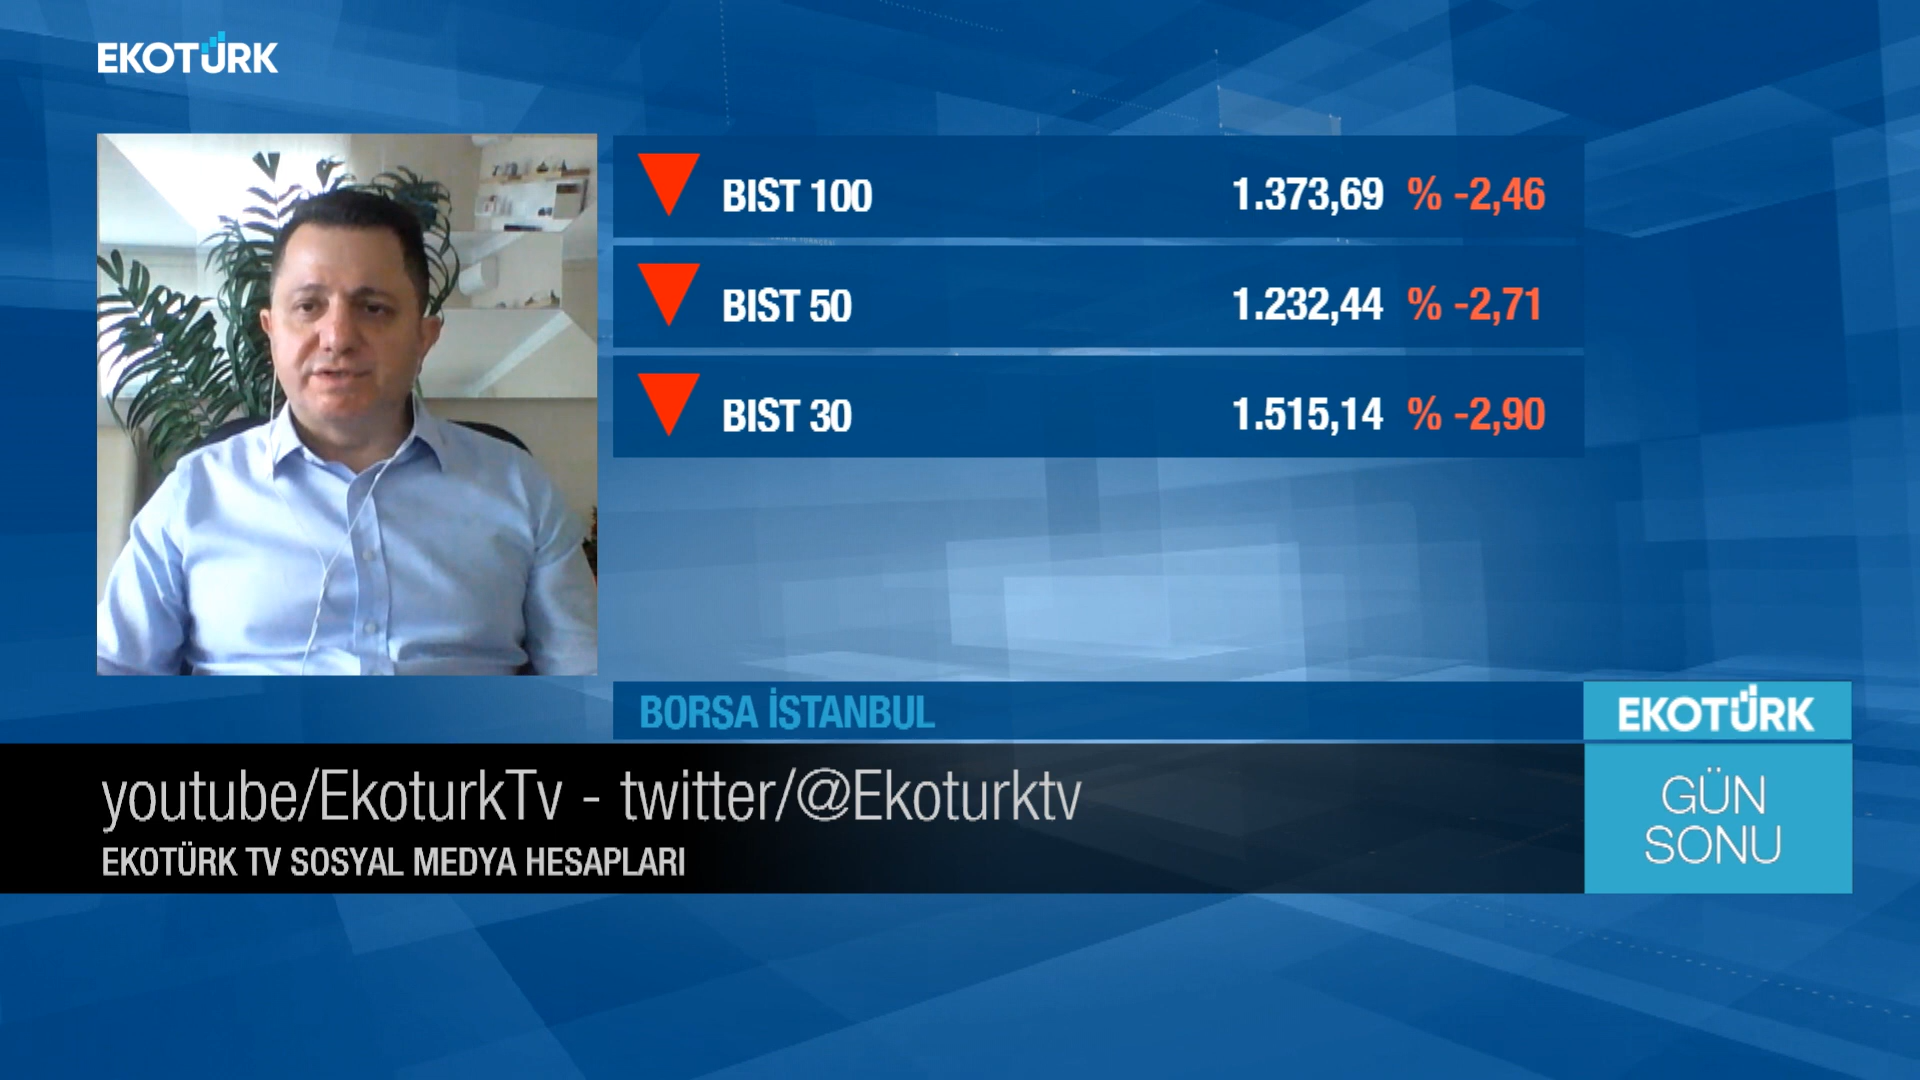 EKOTÜRK
BIST 100 1.373,69 % -2,46
BIST 50 1.232,44 % -2,71
BIST 30 1.515,14 % -2,90
BORSA İSTANBUL
EKOTÜRK
youtube/EkoturkTv - twitter/@Ekoturktv
EKOTÜRK TV SOSYAL MEDYA HESAPLARI
GÜN
SONU